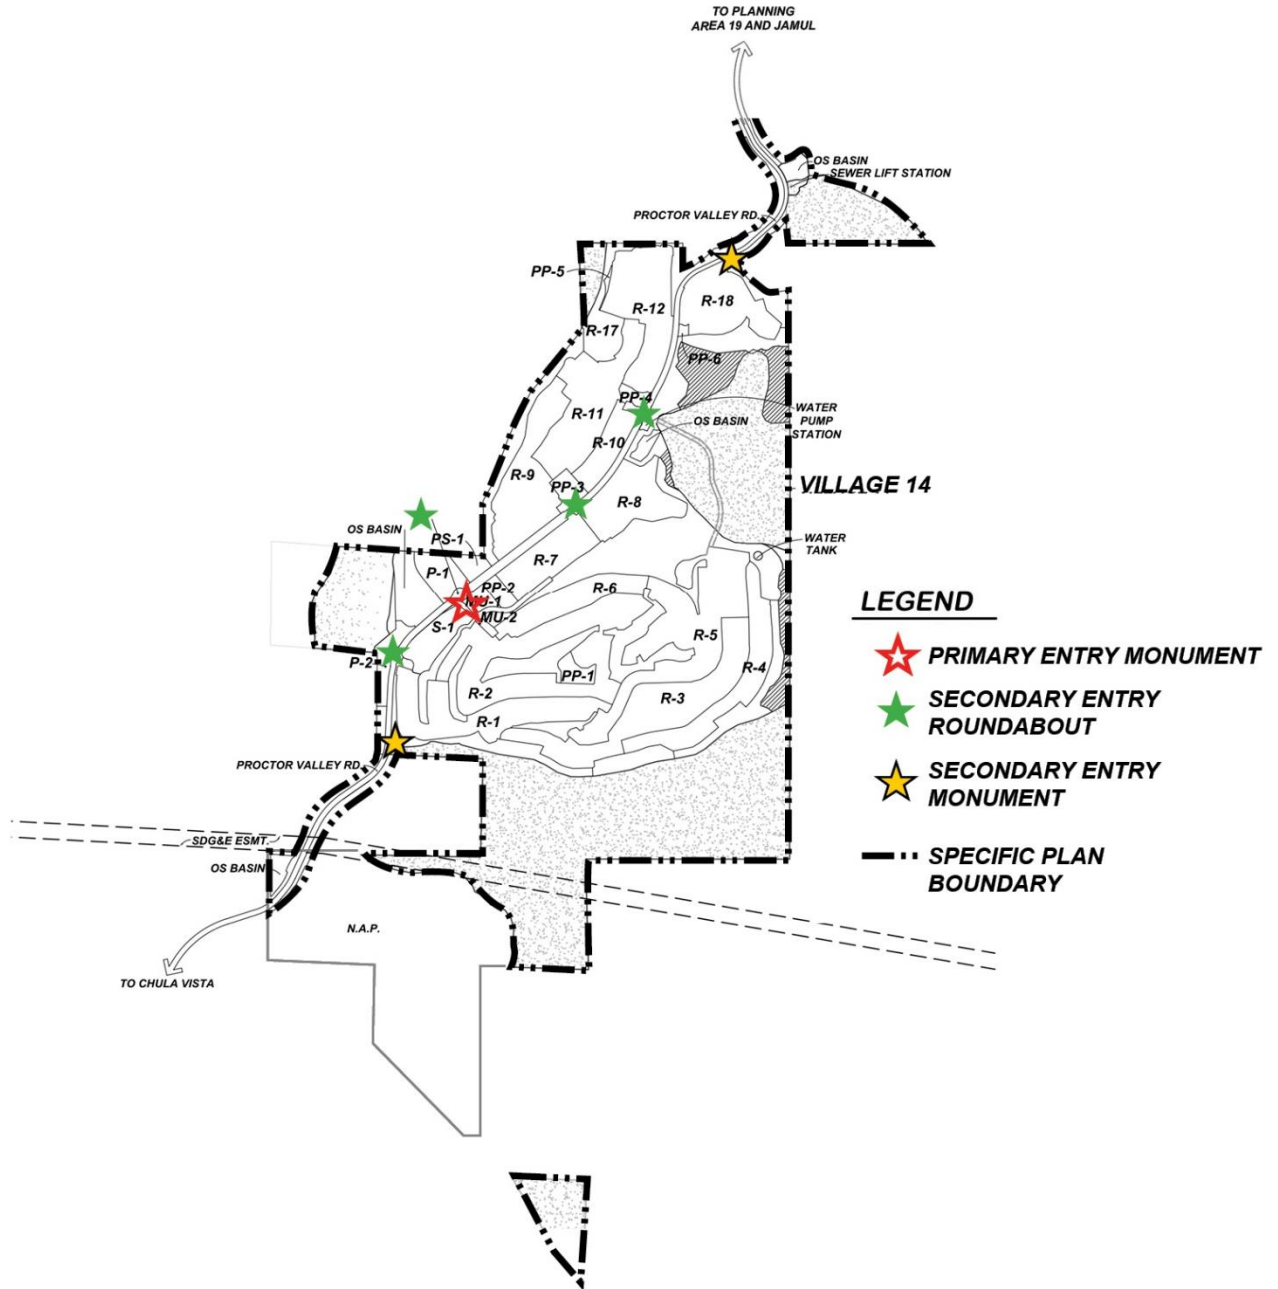 TO PLANNING
AREA 19 AND JAMUL
OS BASIN
SEWER LIFT STATION
PROCTOR VALLEY RD.
PP-5
R-18
R-12
R-17
PP-6
PP-4
R-11
WATER
PUMP
STATION
OS BASIN
R-10
R-9
PP-3
VILLAGE 14
R-8
OS BASIN
PS-1
WATER
TANK
R-7
P-1
PP-2
R-6
MU-1
MU-2
S-1
R-5
P-2
R-4
PP-1
R-2
R-3
R-1
PROCTOR VALLEY RD.
SDG&E ESMT.
OS BASIN
N.A.P.
TO CHULA VISTA
LEGEND
PRIMARY ENTRY MONUMENT
SECONDARY ENTRY
ROUNDABOUT
SECONDARY ENTRY
MONUMENT
SPECIFIC PLAN
BOUNDARY